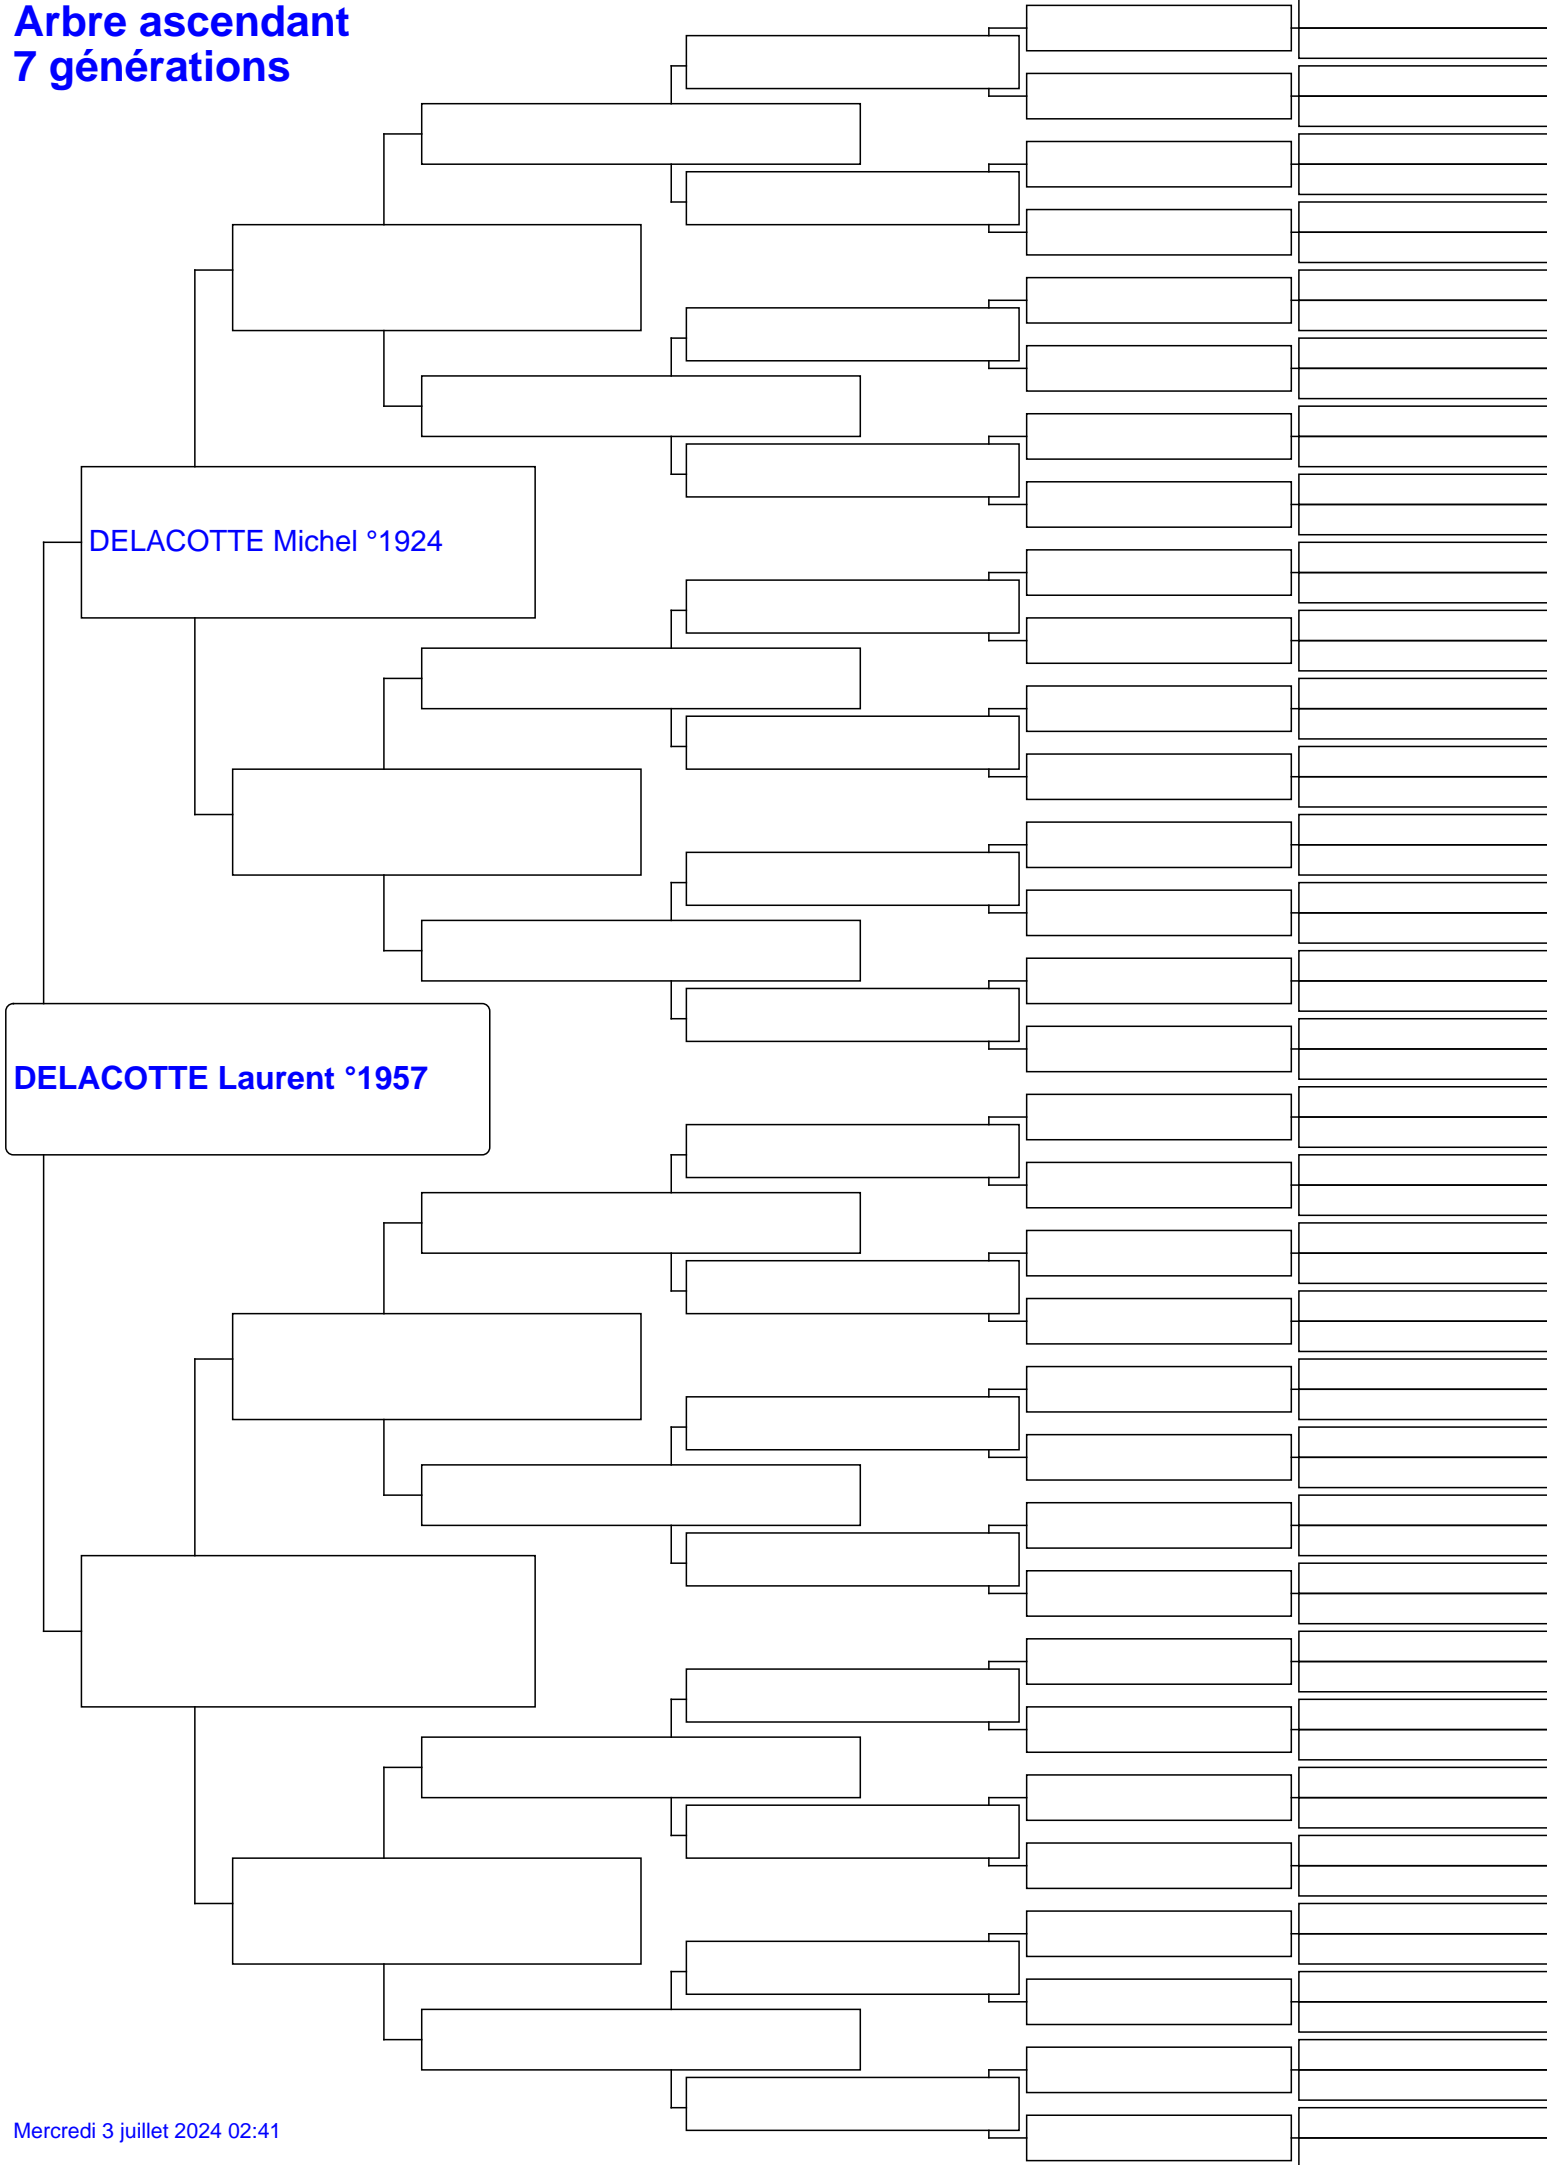 Arbre ascendant
7 générations
DELACOTTE Michel °1924
DELACOTTE Laurent °1957
Mercredi 3 juillet 2024 02:41